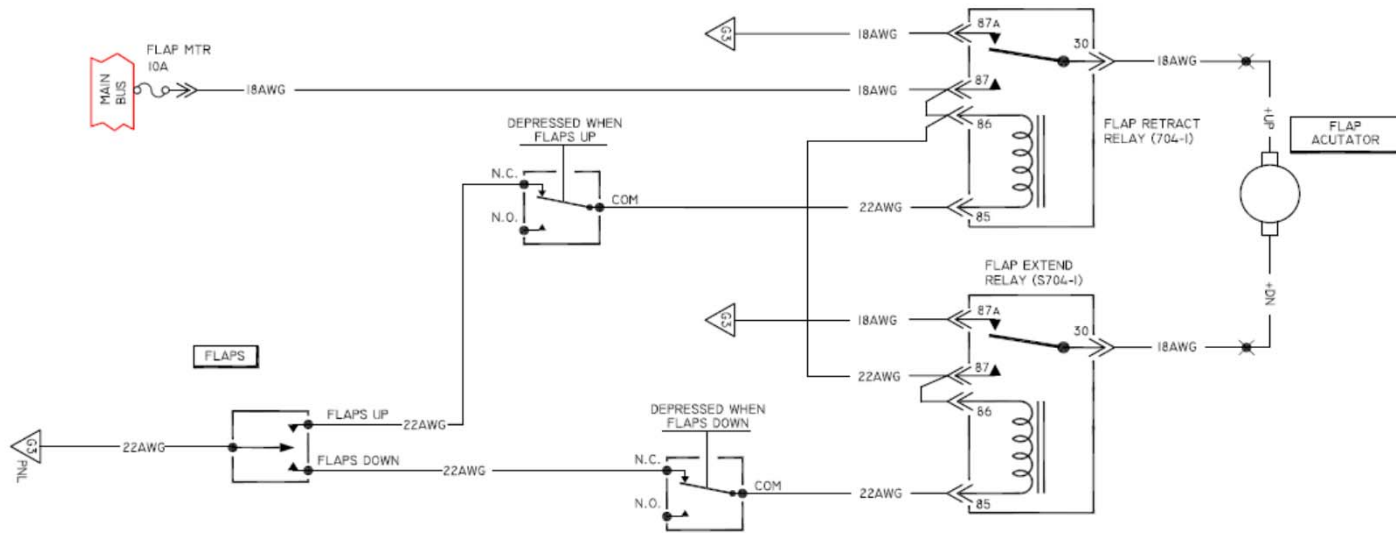 FLAP MTR
10A
MAIN
BUS
18AWG
G3
18AWG
87A
30
18AWG
18AWG
87
86
FLAP RETRACT
RELAY (704-1)
+UP
FLAP
ACUTATOR
DEPRESSED WHEN
FLAPS UP
N.C.
N.O.
COM
22AWG
85
FLAP EXTEND
RELAY (S704-1)
+DN
G3
18AWG
87A
30
18AWG
22AWG
87
86
FLAPS
G3
PNL
22AWG
FLAPS UP
22AWG
FLAPS DOWN
22AWG
DEPRESSED WHEN
FLAPS DOWN
N.C.
N.O.
COM
22AWG
85